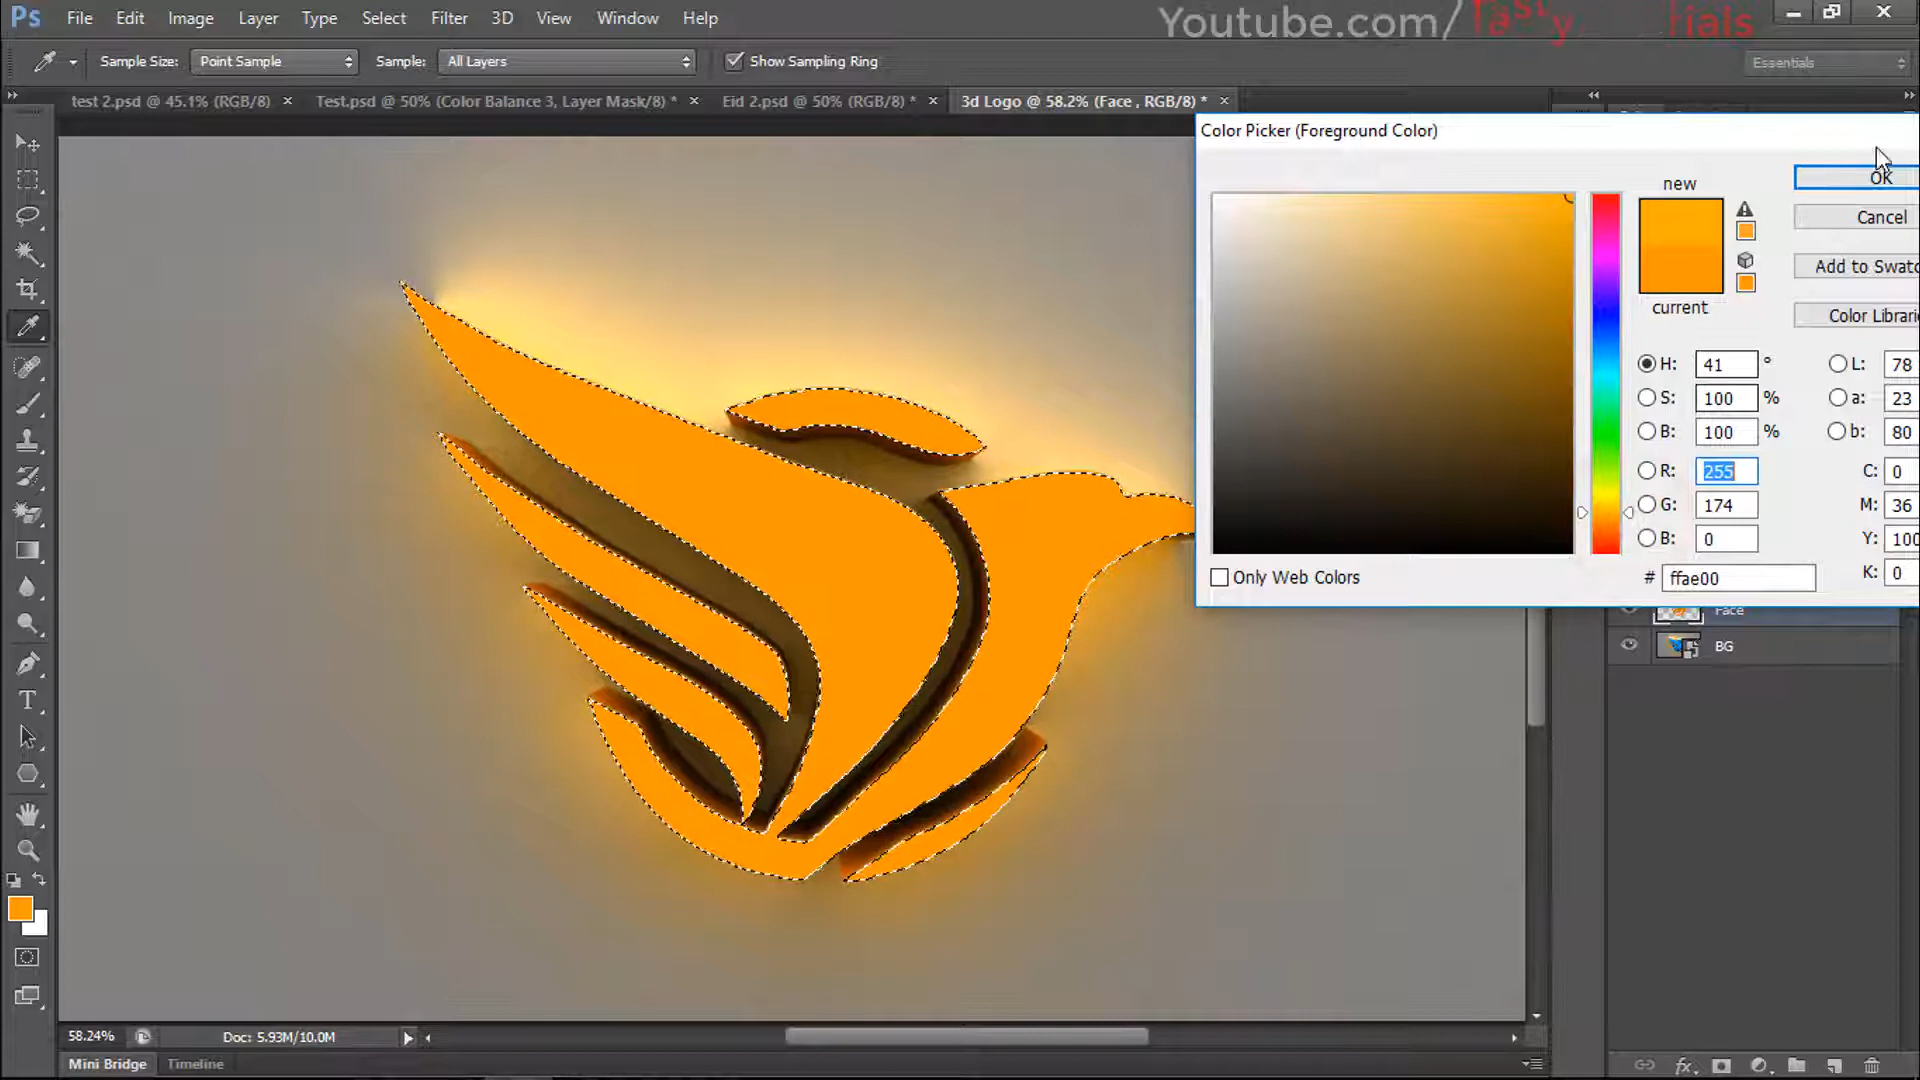 Ps File Edit Image Layer Type Select Filter 3D View Window Help
Youtube.com/
Sample Size: Point Sample Sample: All Layers Show Sampling Ring Essentials
test 2.psd @ 45.1% (RGB/8) × Test.psd @ 50% (Color Balance 3, Layer Mask/8) * × Eid 2.psd @ 50% (RGB/8) * × 3d Logo @ 58.2% (Face , RGB/8) * ×
Color Picker (Foreground Color)
new
OK
Cancel
Add to Swatc
current
Color Librari
H: 41 ° L: 78
S: 100 % a: 23
B: 100 % b: 80
R: 255 C: 0
G: 174 M: 36
B: 0 Y: 100
Only Web Colors # ffae00 K: 0
Face
BG
58.24% Doc: 5.93M/10.0M
Mini Bridge Timeline
fx